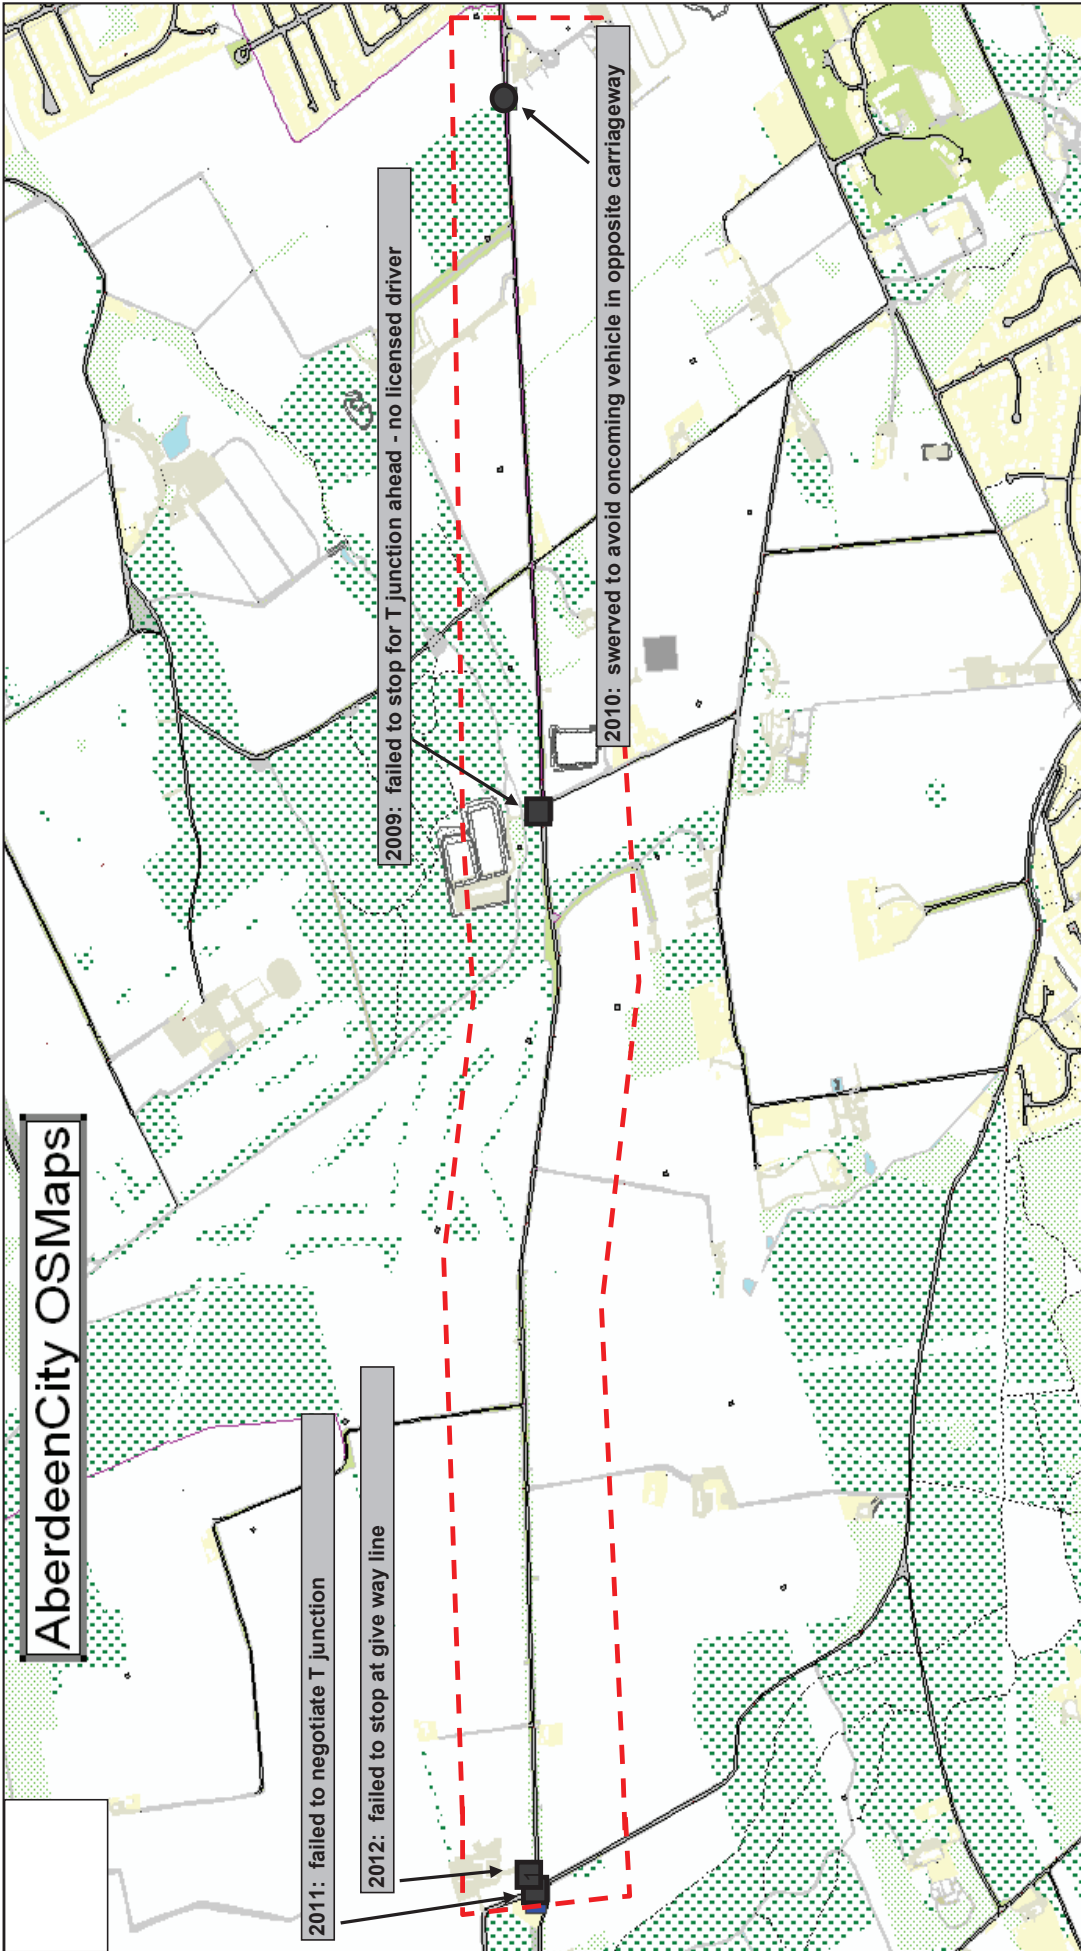 AberdeenCity OSMaps
2011: failed to negotiate T junction
2012: failed to stop at give way line
2009: failed to stop for T junction ahead - no licensed driver
2010: swerved to avoid oncoming vehicle in opposite carriageway
1